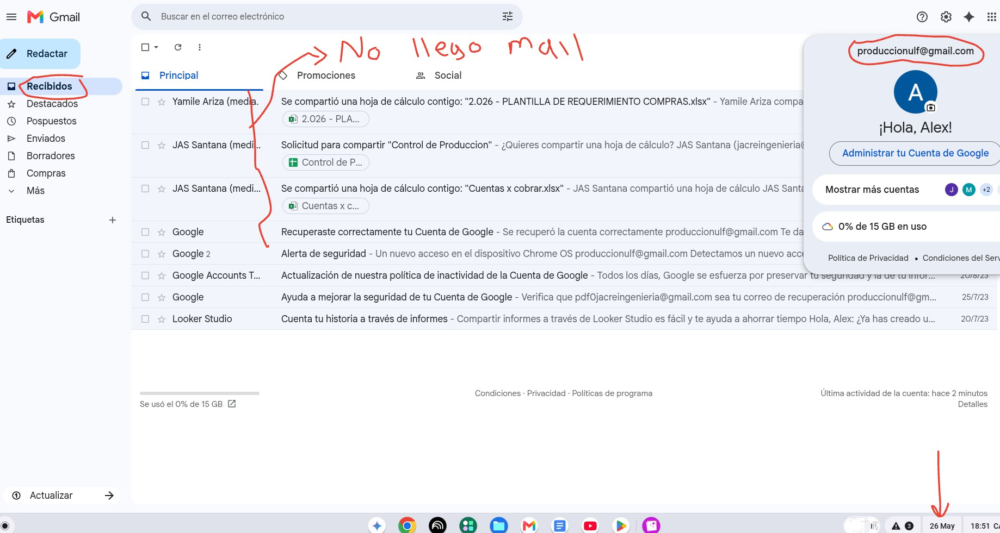 Gmail
Buscar en el correo electrónico
Redactar
No llego mail
produccionulf@gmail.com
Recibidos
Destacados
Pospuestos
Enviados
Borradores
Compras
Más
Etiquetas
Principal
Promociones
Social
Yamile Ariza (media. Se compartió una hoja de cálculo contigo: "2.026 - PLANTILLA DE REQUERIMIENTO COMPRAS.xlsx" - Yamile Ariza compa
2.026 - PLA...
JAS Santana (medi... Solicitud para compartir "Control de Produccion" - ¿Quieres compartir una hoja de cálculo? JAS Santana (jacreingenieria@
Control de P...
JAS Santana (medi... Se compartió una hoja de cálculo contigo: "Cuentas x cobrar.xlsx" - JAS Santana compartió una hoja de cálculo JAS Santa
Cuentas x c...
Google Recuperaste correctamente tu Cuenta de Google - Se recuperó la cuenta correctamente produccionulf@gmail.com Te da
Google 2 Alerta de seguridad - Un nuevo acceso en el dispositivo Chrome OS produccionulf@gmail.com Detectamos un nuevo acce
Google Accounts T... Actualización de nuestra política de inactividad de la Cuenta de Google - Todos los días, Google se esfuerza por preservar tu seguridad y la de tu infor... 20/8/23
Google Ayuda a mejorar la seguridad de tu Cuenta de Google - Verifica que pdf0jacreingenieria@gmail.com sea tu correo de recuperación produccionulf@gm... 25/7/23
Looker Studio Cuenta tu historia a través de informes - Compartir informes a través de Looker Studio es fácil y te ayuda a ahorrar tiempo Hola, Alex: ¿Ya has creado u... 20/7/23
A
¡Hola, Alex!
Administrar tu Cuenta de Google
Mostrar más cuentas J M +2
0% de 15 GB en uso
Política de Privacidad • Condiciones del Serv
Se usó el 0% de 15 GB
Condiciones · Privacidad · Políticas de programa
Última actividad de la cuenta: hace 2 minutos
Detalles
Actualizar
3
26 May
18:51 CA